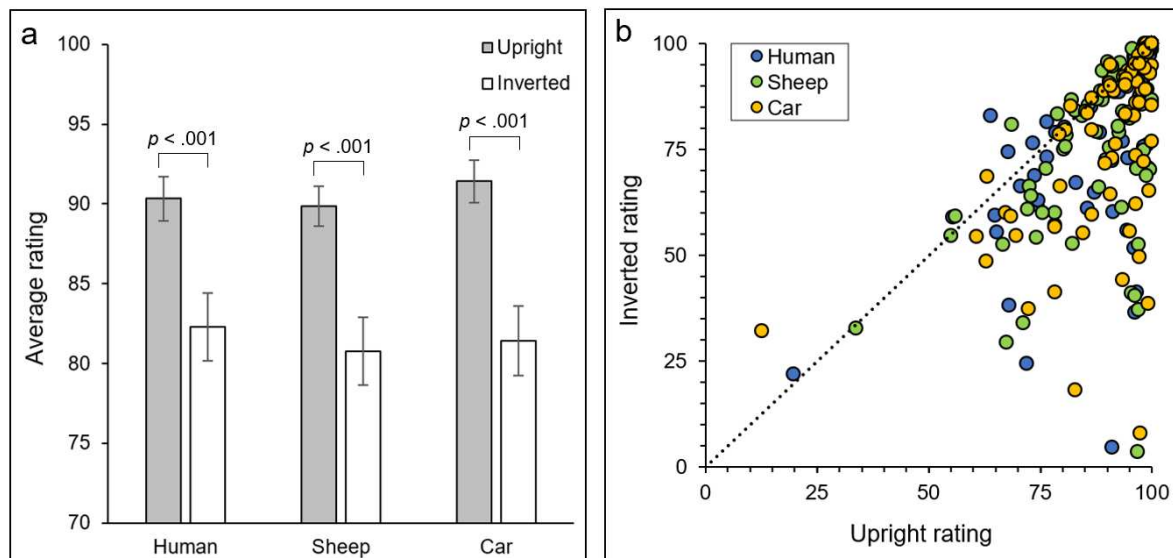 a
100
95
90
85
80
75
70
Average rating
Upright
Inverted
p < .001
p < .001
p < .001
Human
Sheep
Car
b
100
75
50
25
0
Inverted rating
Human
Sheep
Car
0
25
50
75
100
Upright rating